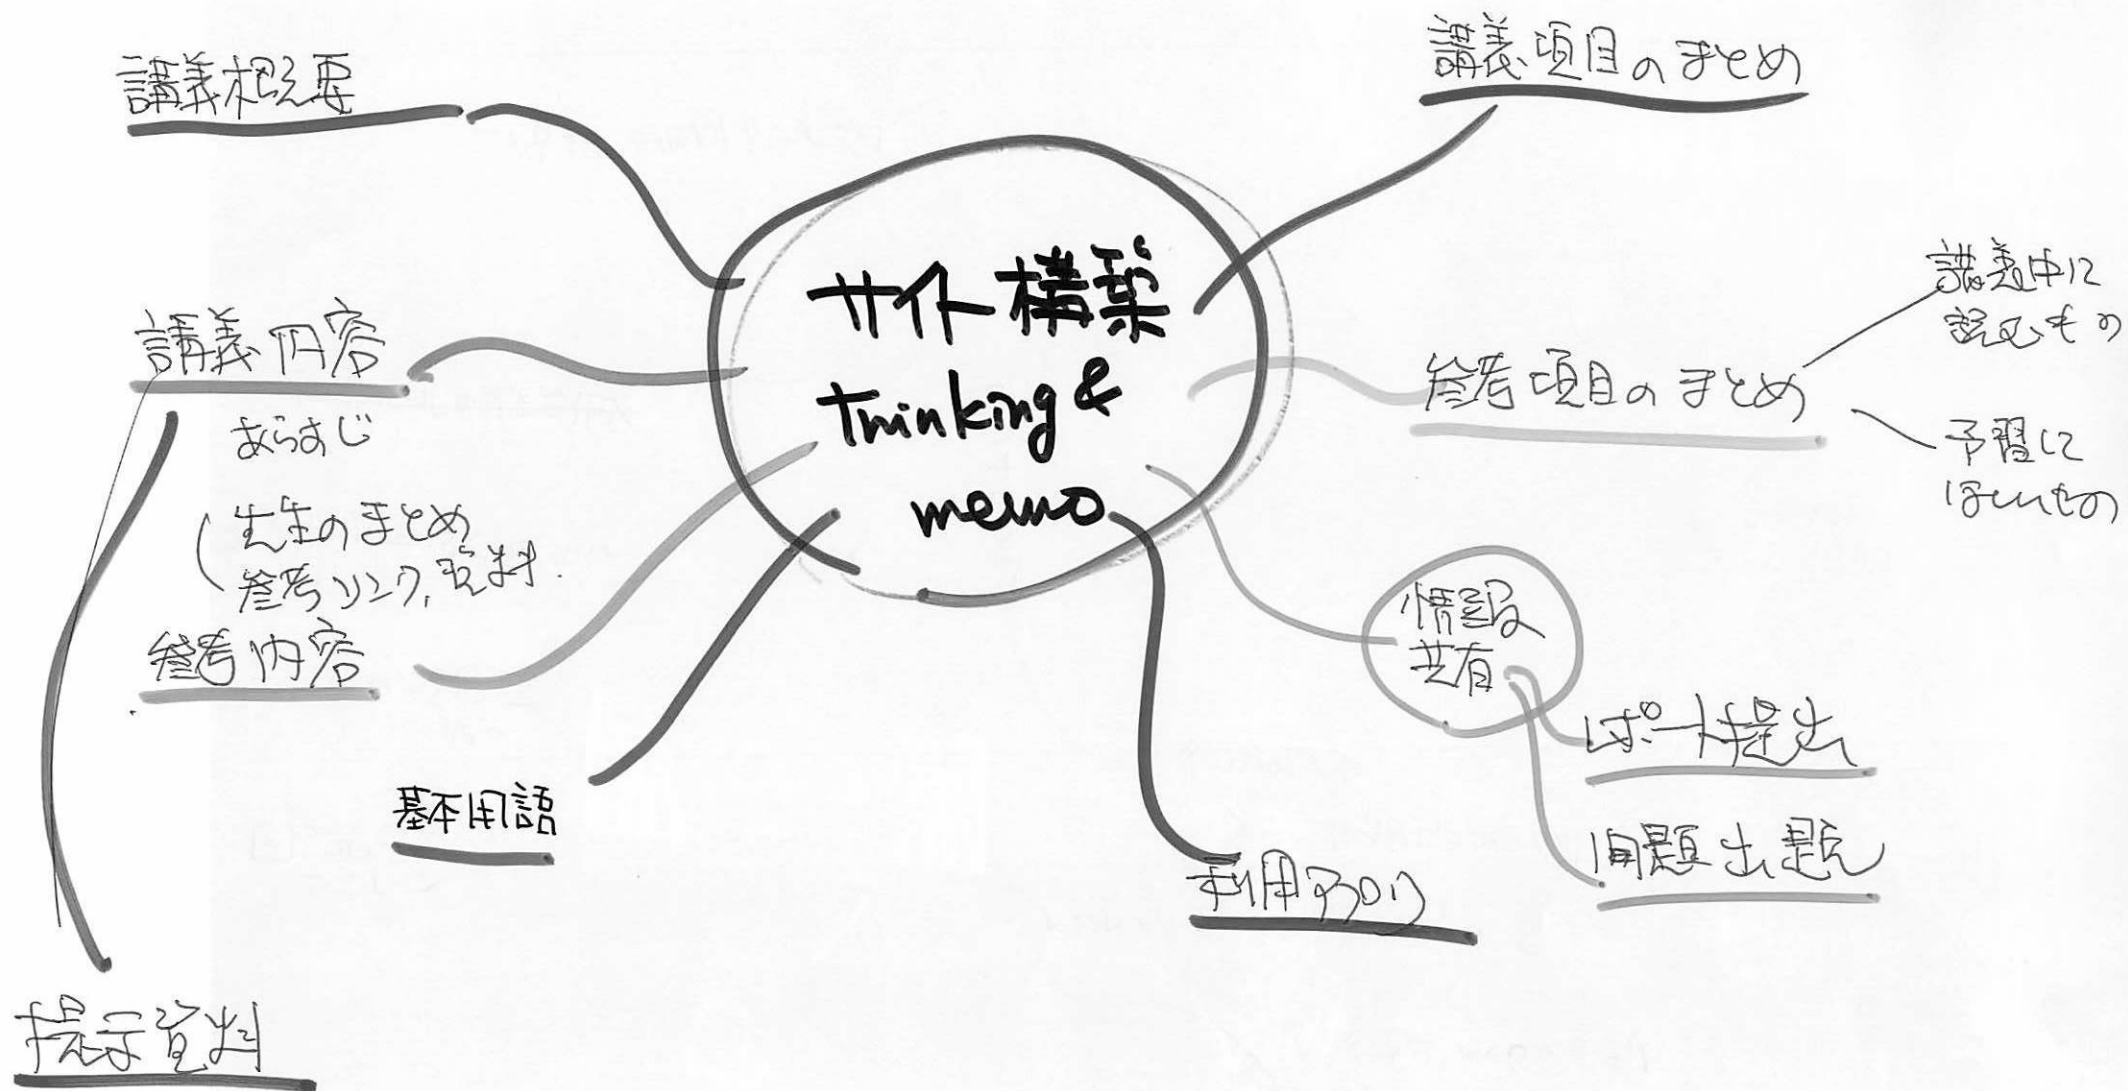 講義概要
講義項目のまとめ
サイト構築
thinking &
memo
講義内容
あらすじ
先生のまとめ
参考リンク,
参考内容
基本用語
提示資料
参考項目のまとめ
講義中に
読むもの
予習して
ほしいもの
情報
共有
レポート提出
問題出題
利用アプリ